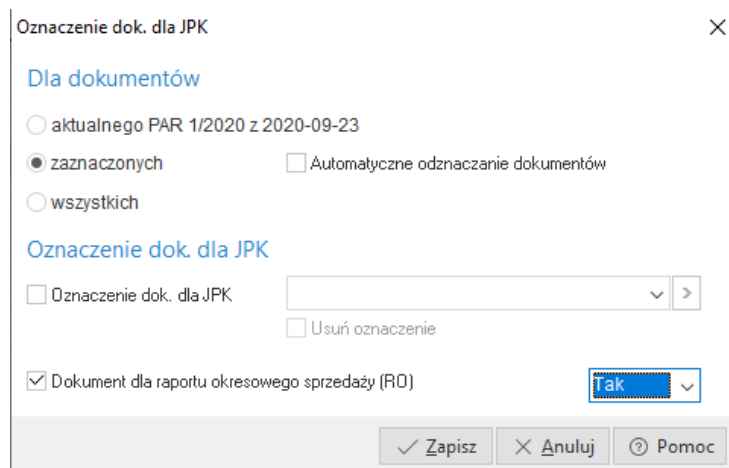 Oznaczenie dok. dla JPK
Dla dokumentów
aktualnego PAR 1/2020 z 2020-09-23
zaznaczonych Automatyczne odznaczanie dokumentów
wszystkich
Oznaczenie dok. dla JPK
Oznaczenie dok. dla JPK
Usuń oznaczenie
Dokument dla raportu okresowego sprzedaży (RO) Tak
Zapisz Anuluj Pomoc